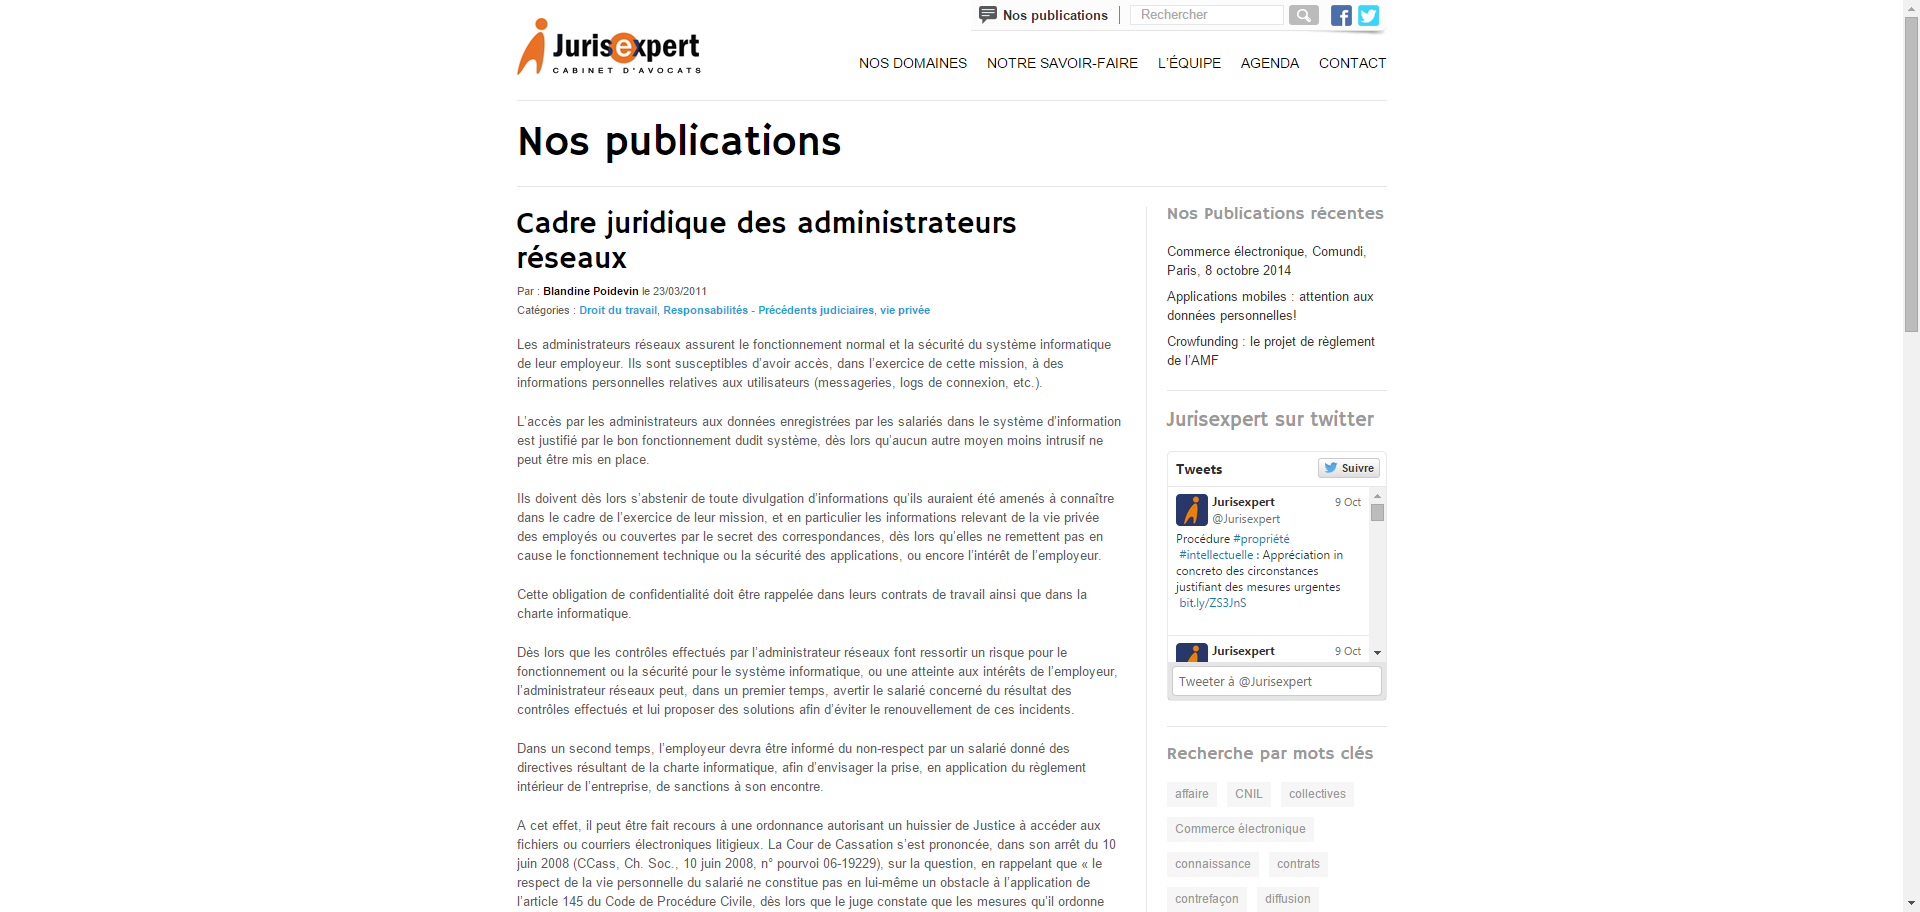 Nos publications
Rechercher
Jurisexpert
CABINET D'AVOCATS
NOS DOMAINES NOTRE SAVOIR-FAIRE L'ÉQUIPE AGENDA CONTACT
Nos publications
Cadre juridique des administrateurs
réseaux
Par : Blandine Poidevin le 23/03/2011
Catégories : Droit du travail, Responsabilités - Précédents judiciaires, vie privée
Les administrateurs réseaux assurent le fonctionnement normal et la sécurité du système informatique
de leur employeur. Ils sont susceptibles d’avoir accès, dans l’exercice de cette mission, à des
informations personnelles relatives aux utilisateurs (messageries, logs de connexion, etc.).
L’accès par les administrateurs aux données enregistrées par les salariés dans le système d’information
est justifié par le bon fonctionnement dudit système, dès lors qu’aucun autre moyen moins intrusif ne
peut être mis en place.
Ils doivent dès lors s’abstenir de toute divulgation d’informations qu’ils auraient été amenés à connaître
dans le cadre de l’exercice de leur mission, et en particulier les informations relevant de la vie privée
des employés ou couvertes par le secret des correspondances, dès lors qu’elles ne remettent pas en
cause le fonctionnement technique ou la sécurité des applications, ou encore l’intérêt de l’employeur.
Cette obligation de confidentialité doit être rappelée dans leurs contrats de travail ainsi que dans la
charte informatique.
Dès lors que les contrôles effectués par l’administrateur réseaux font ressortir un risque pour le
fonctionnement ou la sécurité pour le système informatique, ou une atteinte aux intérêts de l’employeur,
l’administrateur réseaux peut, dans un premier temps, avertir le salarié concerné du résultat des
contrôles effectués et lui proposer des solutions afin d’éviter le renouvellement de ces incidents.
Dans un second temps, l’employeur devra être informé du non-respect par un salarié donné des
directives résultant de la charte informatique, afin d’envisager la prise, en application du règlement
intérieur de l’entreprise, de sanctions à son encontre.
A cet effet, il peut être fait recours à une ordonnance autorisant un huissier de Justice à accéder aux
fichiers ou courriers électroniques litigieux. La Cour de Cassation s’est prononcée, dans son arrêt du 10
juin 2008 (CCass, Ch. Soc., 10 juin 2008, n° pourvoi 06-19229), sur la question, en rappelant que « le
respect de la vie personnelle du salarié ne constitue pas en lui-même un obstacle à l’application de
l’article 145 du Code de Procédure Civile, dès lors que le juge constate que les mesures qu’il ordonne
Nos Publications récentes
Commerce électronique, Comundi,
Paris, 8 octobre 2014
Applications mobiles : attention aux
données personnelles!
Crowfunding : le projet de règlement
de l’AMF
Jurisexpert sur twitter
Tweets Suivre
Jurisexpert 9 Oct
@Jurisexpert
Procédure #propriété
#intellectuelle : Appréciation in
concreto des circonstances
justifiant des mesures urgentes
bit.ly/ZS3JnS
Jurisexpert 9 Oct
Tweeter à @Jurisexpert
Recherche par mots clés
affaire CNIL collectives
Commerce électronique
connaissance contrats
contrefaçon diffusion